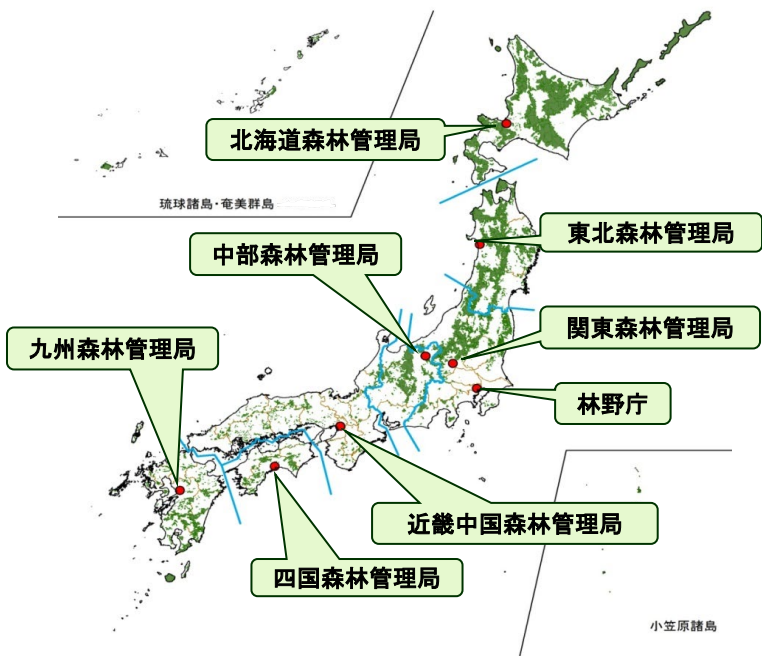 北海道森林管理局
琉球諸島・奄美群島
東北森林管理局
中部森林管理局
関東森林管理局
九州森林管理局
林野庁
近畿中国森林管理局
四国森林管理局
小笠原諸島